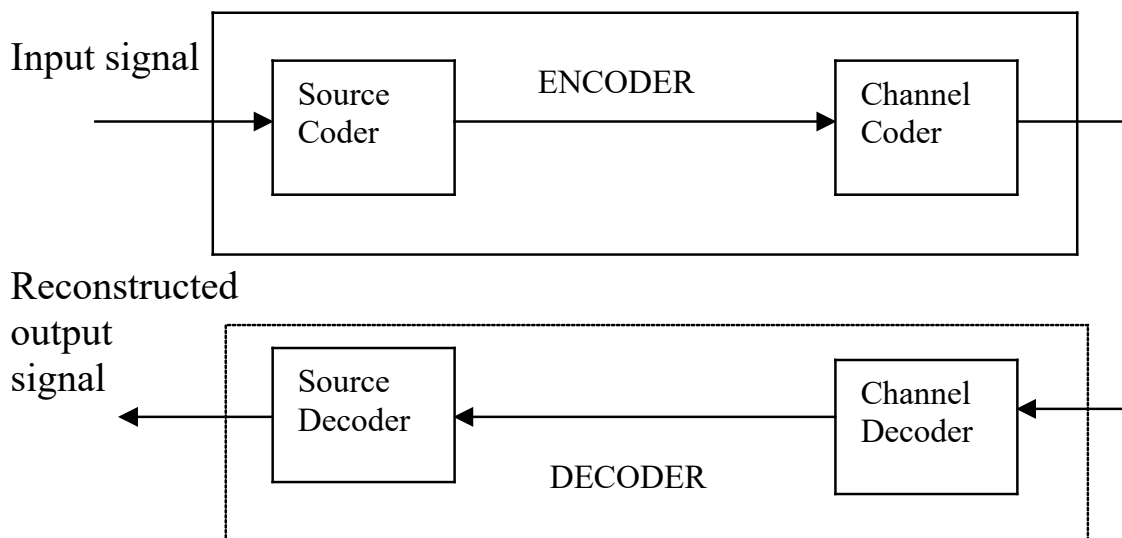 Input signal
Source
Coder
ENCODER
Channel
Coder
Reconstructed
output
signal
Source
Decoder
Channel
Decoder
DECODER